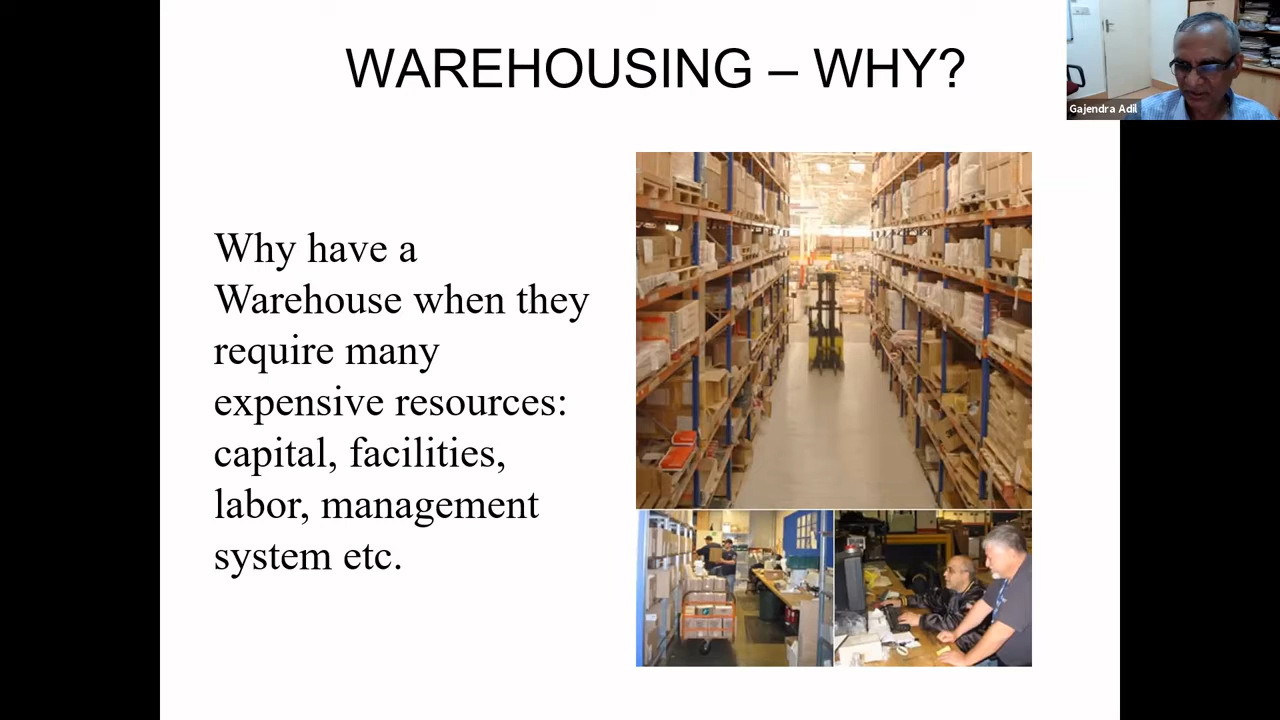 WAREHOUSING – WHY?
Gajendra Adil
Why have a
Warehouse when they
require many
expensive resources:
capital, facilities,
labor, management
system etc.